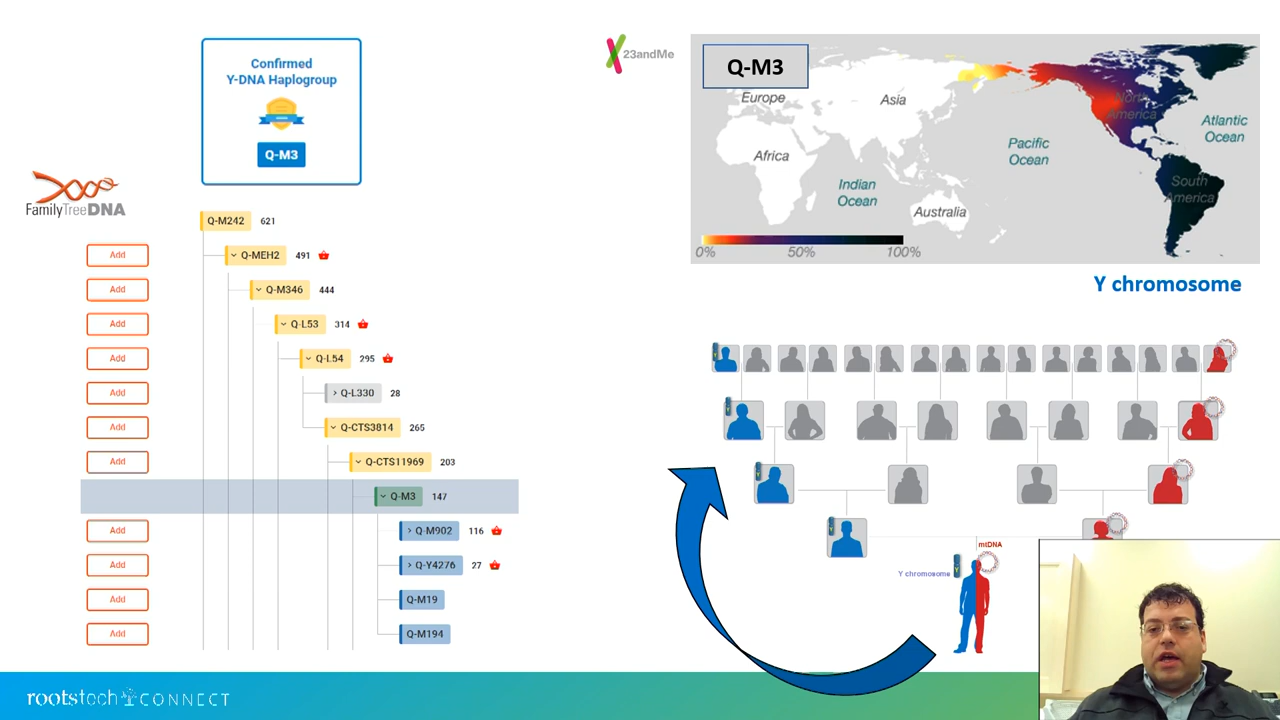 Confirmed
Y-DNA Haplogroup
Q-M3
FamilyTreeDNA
Q-M242 621
Add Q-MEH2 491
Add Q-M346 444
Add Q-L53 314
Add Q-L54 295
Add Q-L330 28
Add Q-CTS3814 265
Add Q-CTS11969 203
Q-M3 147
Add Q-M902 116
Add Q-Y4276 27
Add Q-M19
Add Q-M194
23andMe
Q-M3
Europe
Asia
North
America
Atlantic
Ocean
Africa
Pacific
Ocean
Indian
Ocean
South
America
Australia
0% 50% 100%
Y chromosome
mtDNA
Y chromosome
rootstech CONNECT